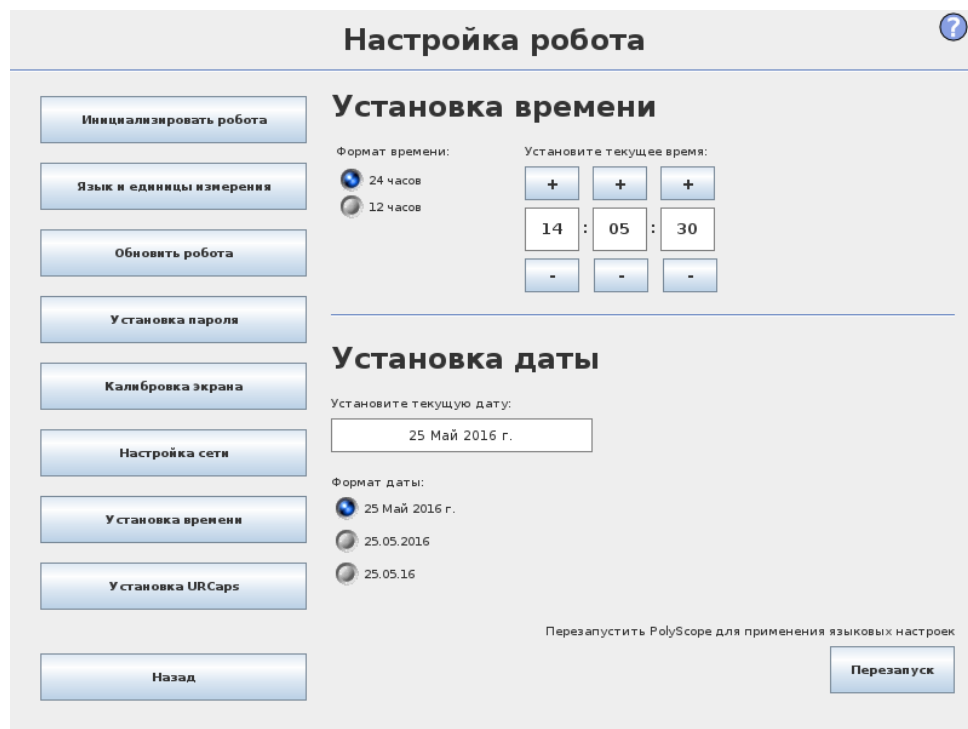 Настройка робота
?
Инициализировать робота
Язык и единицы измерения
Обновить робота
Установка пароля
Калибровка экрана
Настройка сети
Установка времени
Установка URCaps
Назад
Установка времени
Формат времени:
24 часов
12 часов
Установите текущее время:
+ + +
14 : 05 : 30
- - -
Установка даты
Установите текущую дату:
25 Май 2016 г.
Формат даты:
25 Май 2016 г.
25.05.2016
25.05.16
Перезапустить PolyScope для применения языковых настроек
Перезапуск